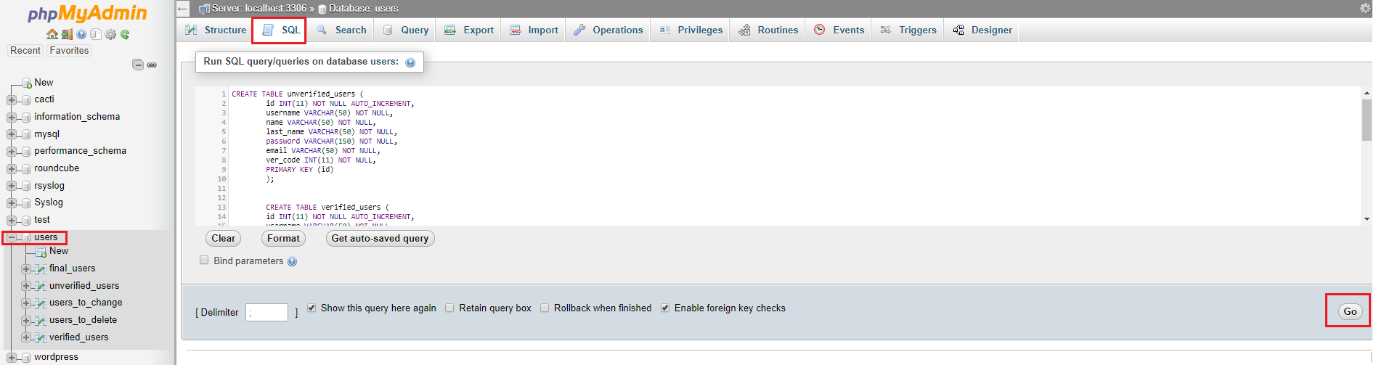 phpMyAdmin
Recent Favorites
New
cacti
information_schema
mysql
performance_schema
roundcube
rsyslog
Syslog
test
users
New
final_users
unverified_users
users_to_change
users_to_delete
verified_users
wordpress
Server: localhost:3306 » Database: users
Structure SQL Search Query Export Import Operations Privileges Routines Events Triggers Designer
Run SQL query/queries on database users:
1 CREATE TABLE unverified_users (
2 id INT(11) NOT NULL AUTO_INCREMENT,
3 username VARCHAR(50) NOT NULL,
4 name VARCHAR(50) NOT NULL,
5 last_name VARCHAR(50) NOT NULL,
6 password VARCHAR(150) NOT NULL,
7 email VARCHAR(50) NOT NULL,
8 ver_code INT(11) NOT NULL,
9 PRIMARY KEY (id)
10 );
11
12
13 CREATE TABLE verified_users (
14 id INT(11) NOT NULL AUTO_INCREMENT,
15 username VARCHAR(50) NOT NULL,
Clear Format Get auto-saved query
Bind parameters
[ Delimiter ; ] Show this query here again Retain query box Rollback when finished Enable foreign key checks Go